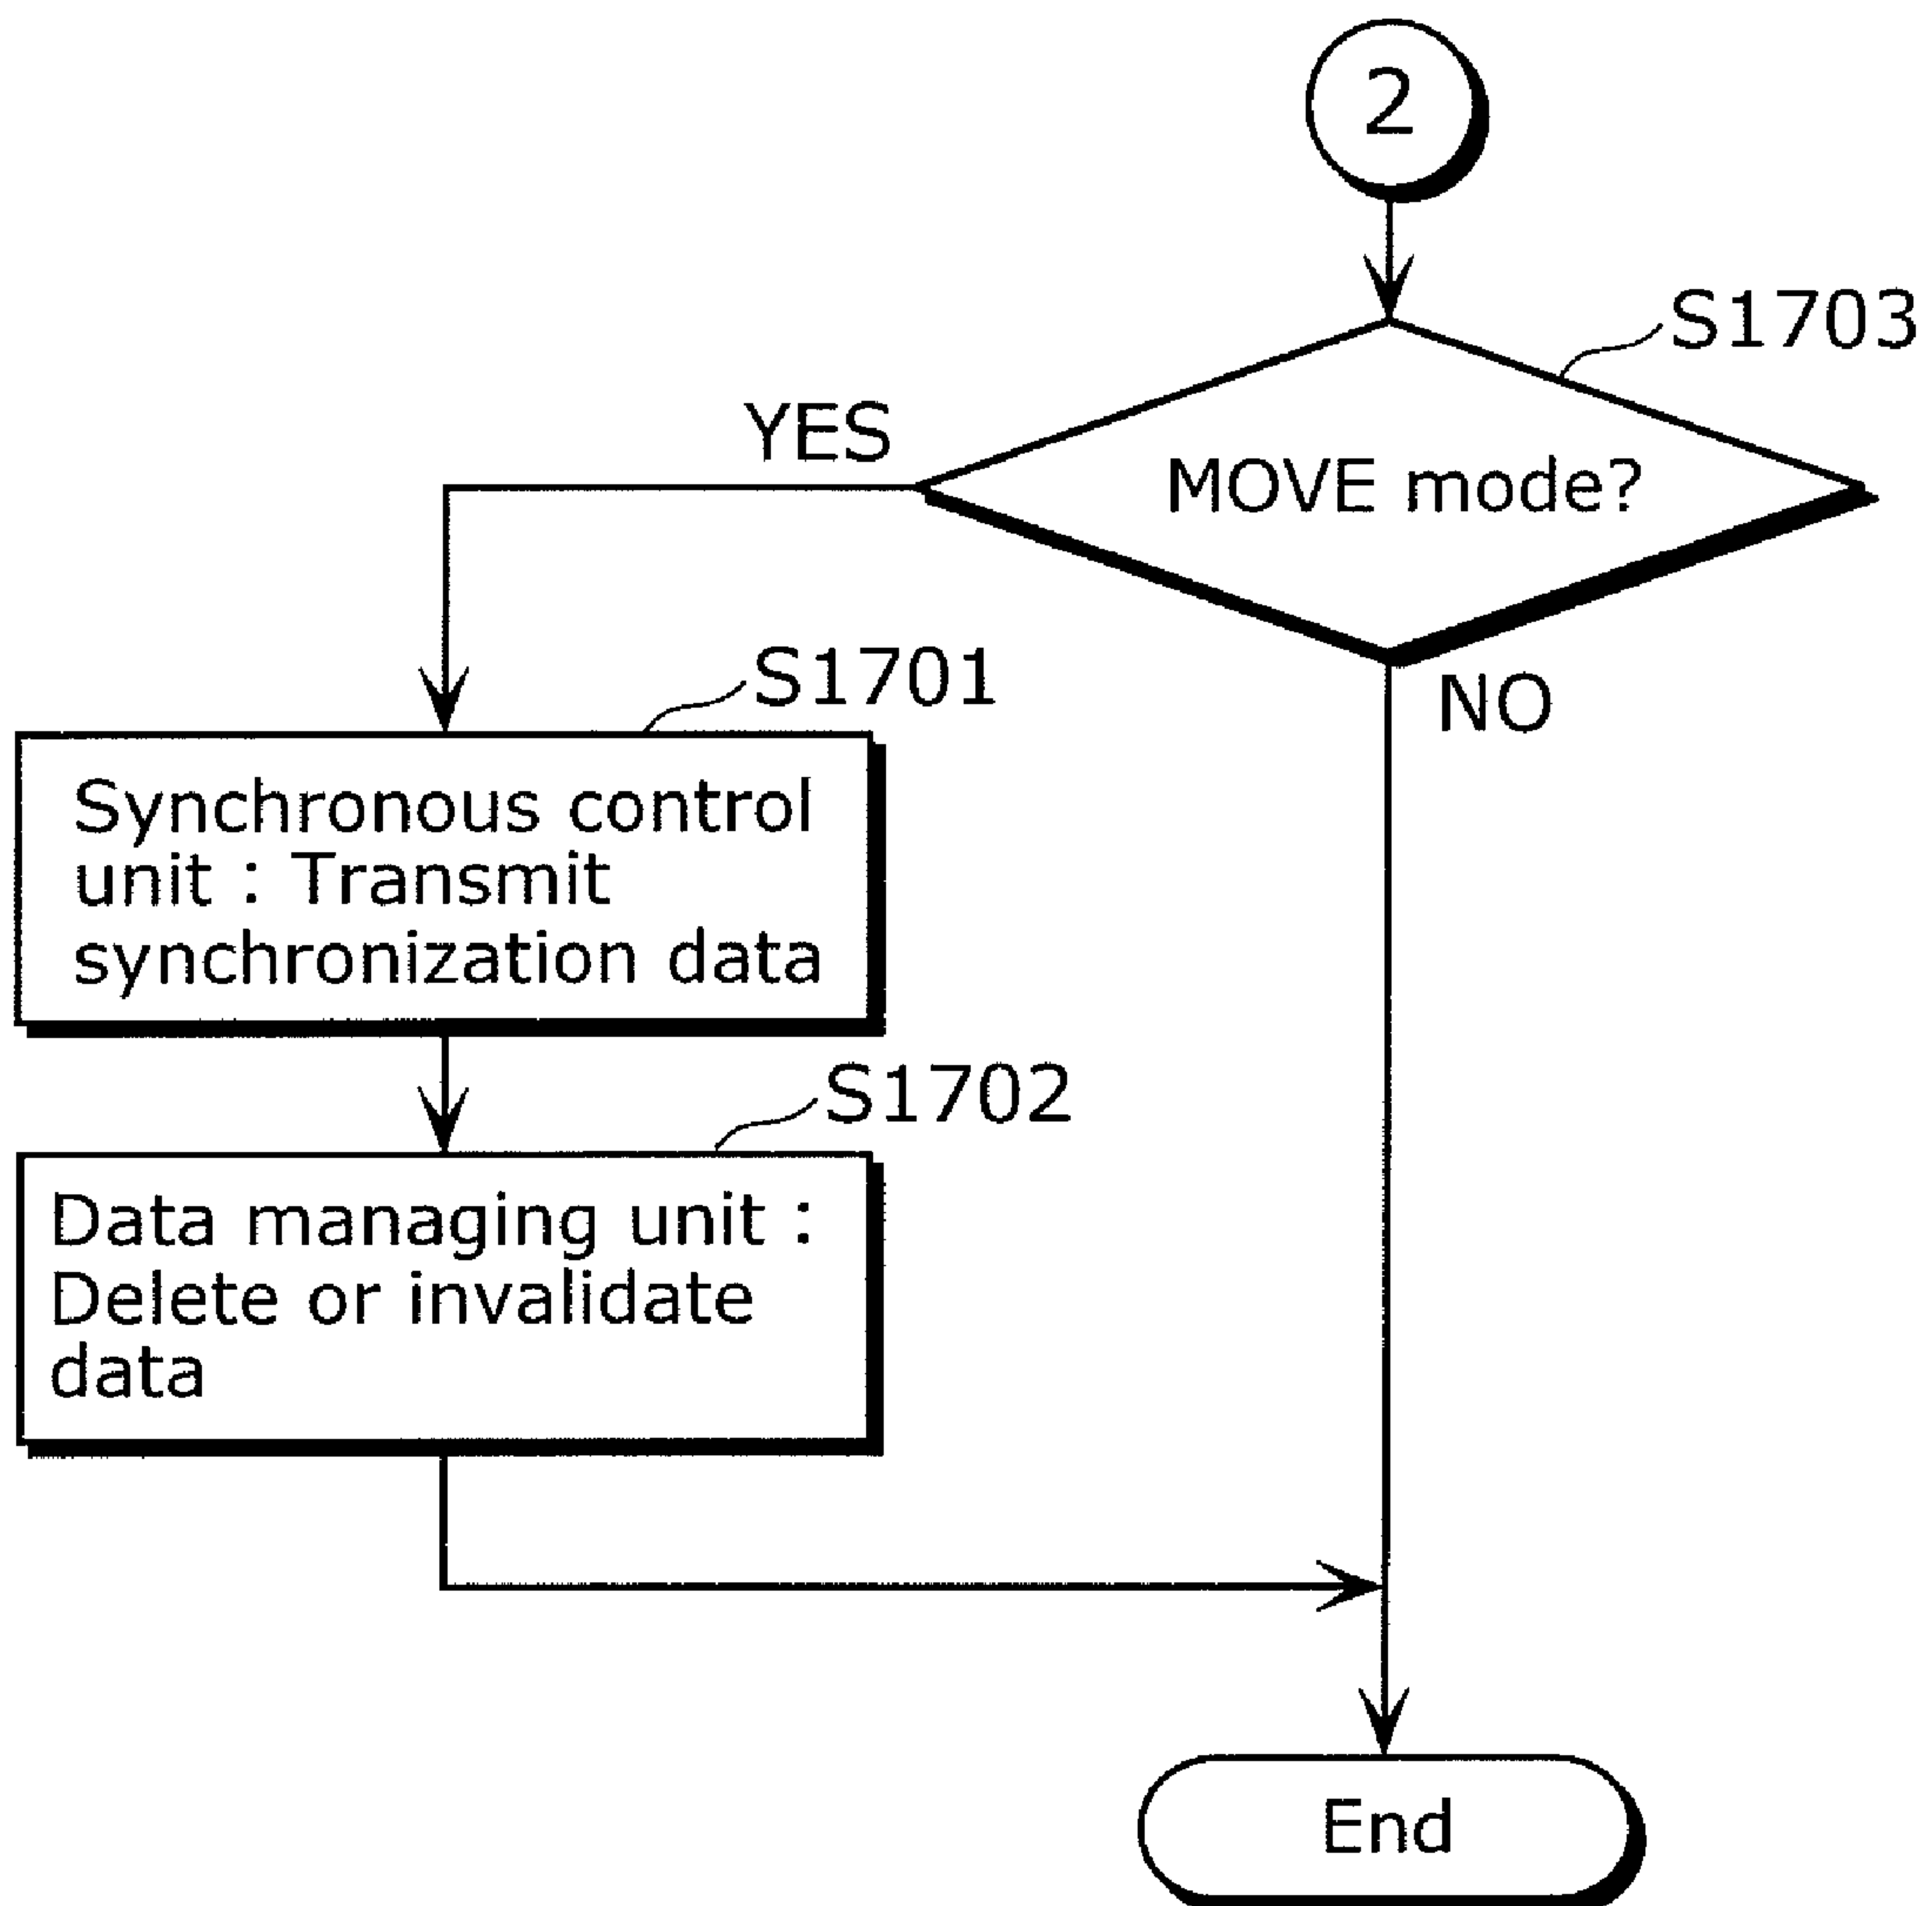 2
S1703
YES
MOVE mode?
S1701
NO
Synchronous control
unit : Transmit
synchronization data
S1702
Data managing unit :
Delete or invalidate
data
End